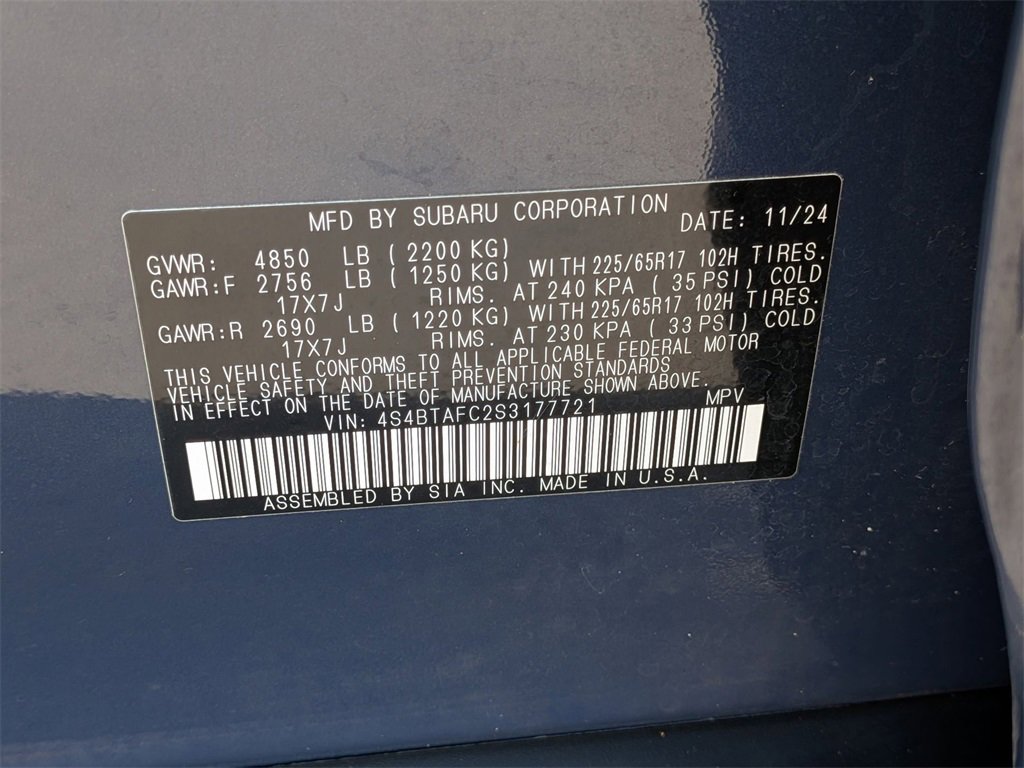 MFD BY SUBARU CORPORATION DATE: 11/24
GVWR: 4850 LB (2200 KG)
GAWR:F 2756 LB (1250 KG) WITH 225/65R17 102H TIRES.
17X7J RIMS. AT 240 KPA (35 PSI) COLD
GAWR:R 2690 LB (1220 KG) WITH 225/65R17 102H TIRES.
17X7J RIMS. AT 230 KPA (33 PSI) COLD
THIS VEHICLE CONFORMS TO ALL APPLICABLE FEDERAL MOTOR
VEHICLE SAFETY AND THEFT PREVENTION STANDARDS
IN EFFECT ON THE DATE OF MANUFACTURE SHOWN ABOVE.
VIN: 4S4BTAFC2S3177721 MPV
ASSEMBLED BY SIA INC. MADE IN U.S.A.